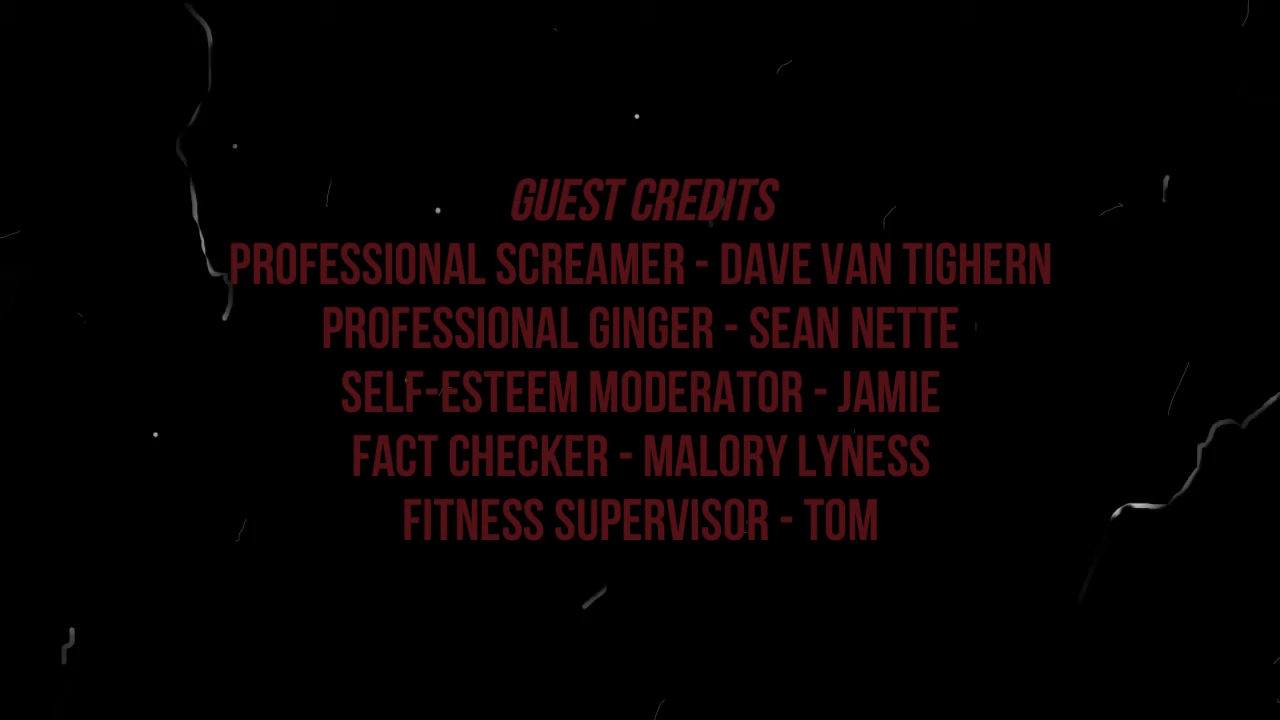 GUEST CREDITS
PROFESSIONAL SCREAMER - DAVE VAN TIGHERN
PROFESSIONAL GINGER - SEAN NETTE
SELF-ESTEEM MODERATOR - JAMIE
FACT CHECKER - MALORY LYNESS
FITNESS SUPERVISOR - TOM